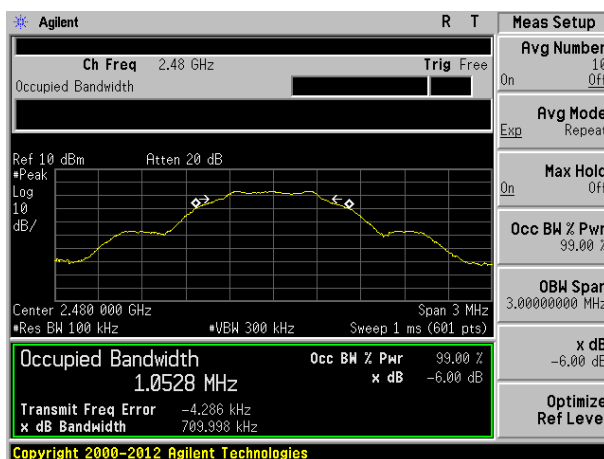 Agilent R T Meas Setup
Avg Number
10
On Off
Ch Freq 2.48 GHz Trig Free
Occupied Bandwidth
Avg Mode
Exp Repeat
Ref 10 dBm Atten 20 dB
#Peak
Log
10
dB/
Max Hold
On Off
Occ BW % Pwr
99.00 %
OBW Span
3.00000000 MHz
Center 2.480 000 GHz Span 3 MHz
#Res BW 100 kHz #VBW 300 kHz Sweep 1 ms (601 pts)
Occupied Bandwidth Occ BW % Pwr 99.00 %
1.0528 MHz x dB -6.00 dB
Transmit Freq Error -4.286 kHz
x dB Bandwidth 709.998 kHz
x dB
-6.00 dB
Optimize
Ref Level
Copyright 2000-2012 Agilent Technologies